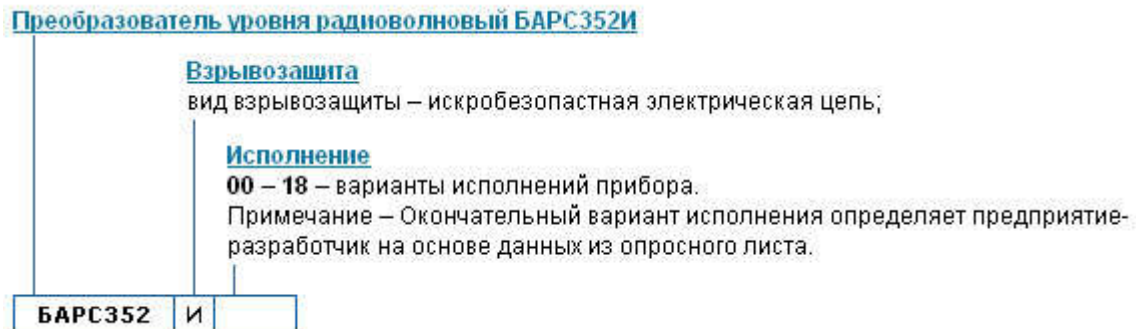 Преобразователь уровня радиоволновый БАРС352И
Взрывозащита
вид взрывозащиты – искробезопастная электрическая цепь;
Исполнение
00 – 18 – варианты исполнений прибора.
Примечание – Окончательный вариант исполнения определяет предприятие-
разработчик на основе данных из опросного листа.
БАРС352 И